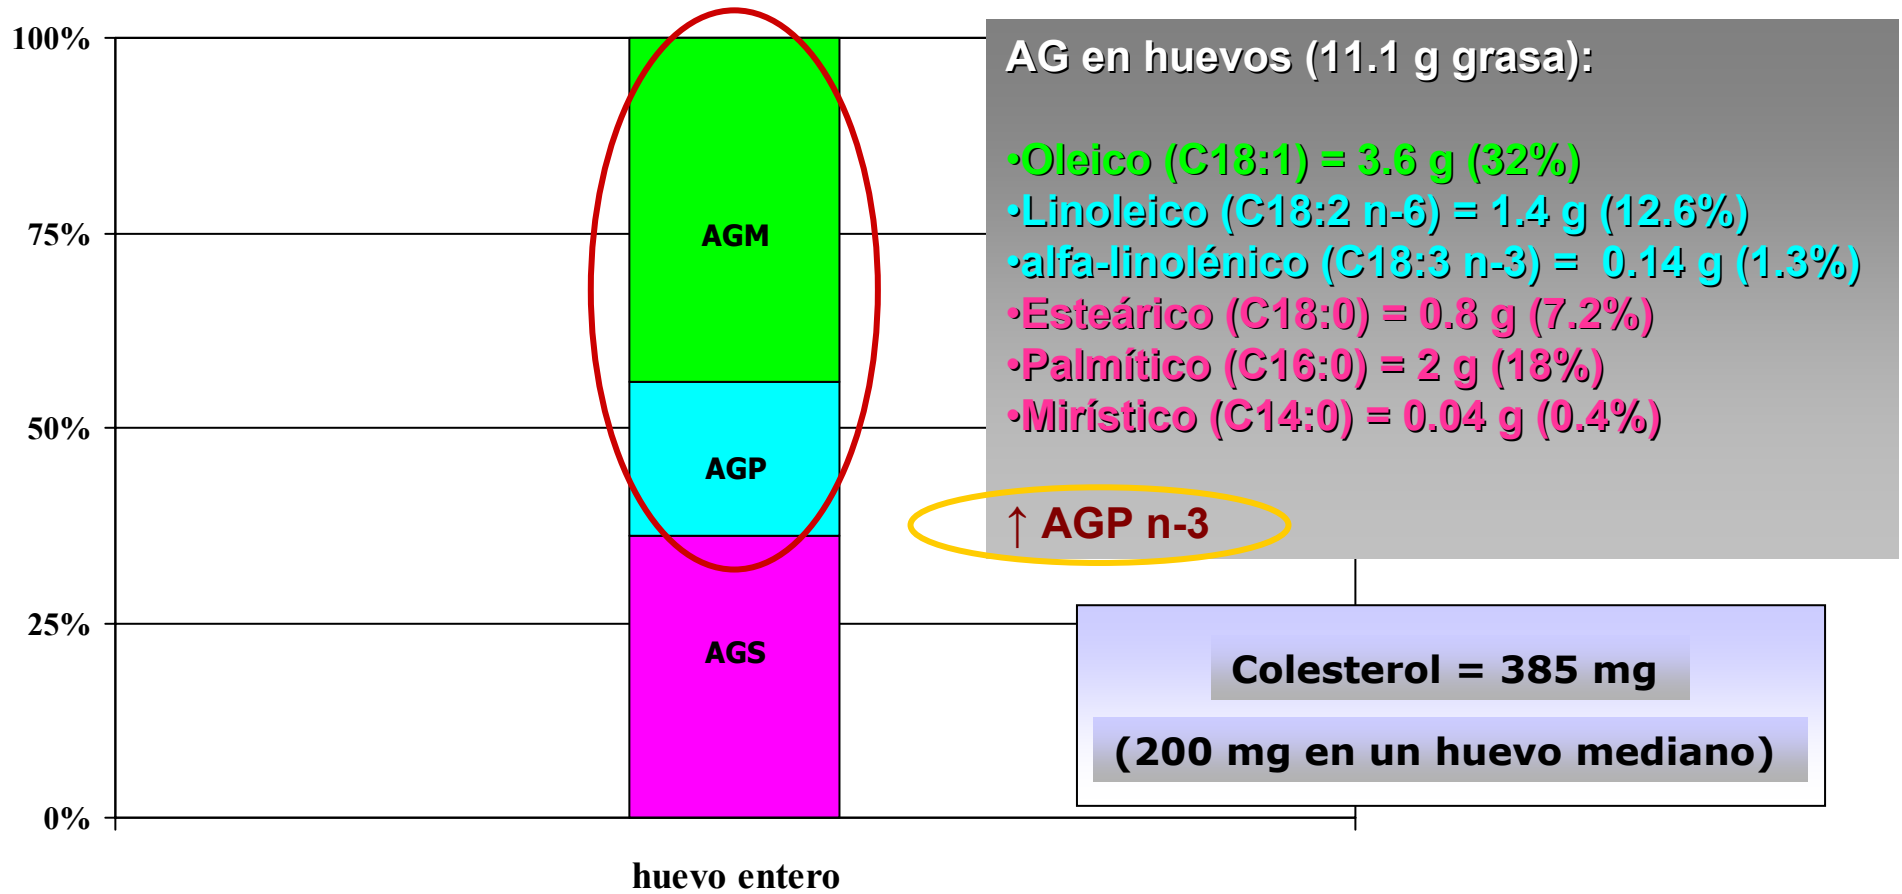 100%
75%
50%
25%
0%
AGM
AGP
AGS
huevo entero
AG en huevos (11.1 g grasa):
•Oleico (C18:1) = 3.6 g (32%)
•Linoleico (C18:2 n-6) = 1.4 g (12.6%)
•alfa-linolénico (C18:3 n-3) = 0.14 g (1.3%)
•Esteárico (C18:0) = 0.8 g (7.2%)
•Palmítico (C16:0) = 2 g (18%)
•Mirístico (C14:0) = 0.04 g (0.4%)
↑ AGP n-3
Colesterol = 385 mg
(200 mg en un huevo mediano)